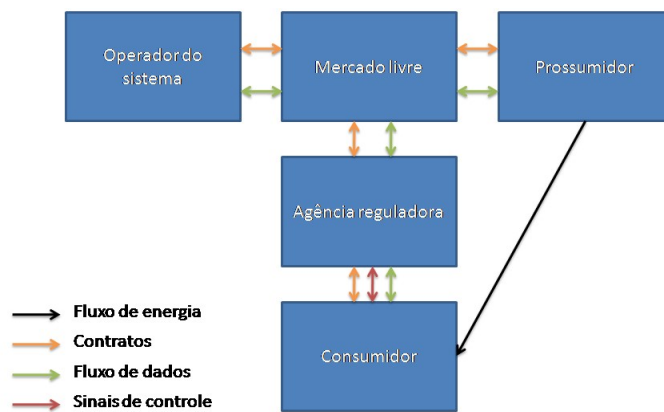 Operador do
sistema
Mercado livre
Prossumidor
Agência reguladora
Consumidor
Fluxo de energia
Contratos
Fluxo de dados
Sinais de controle